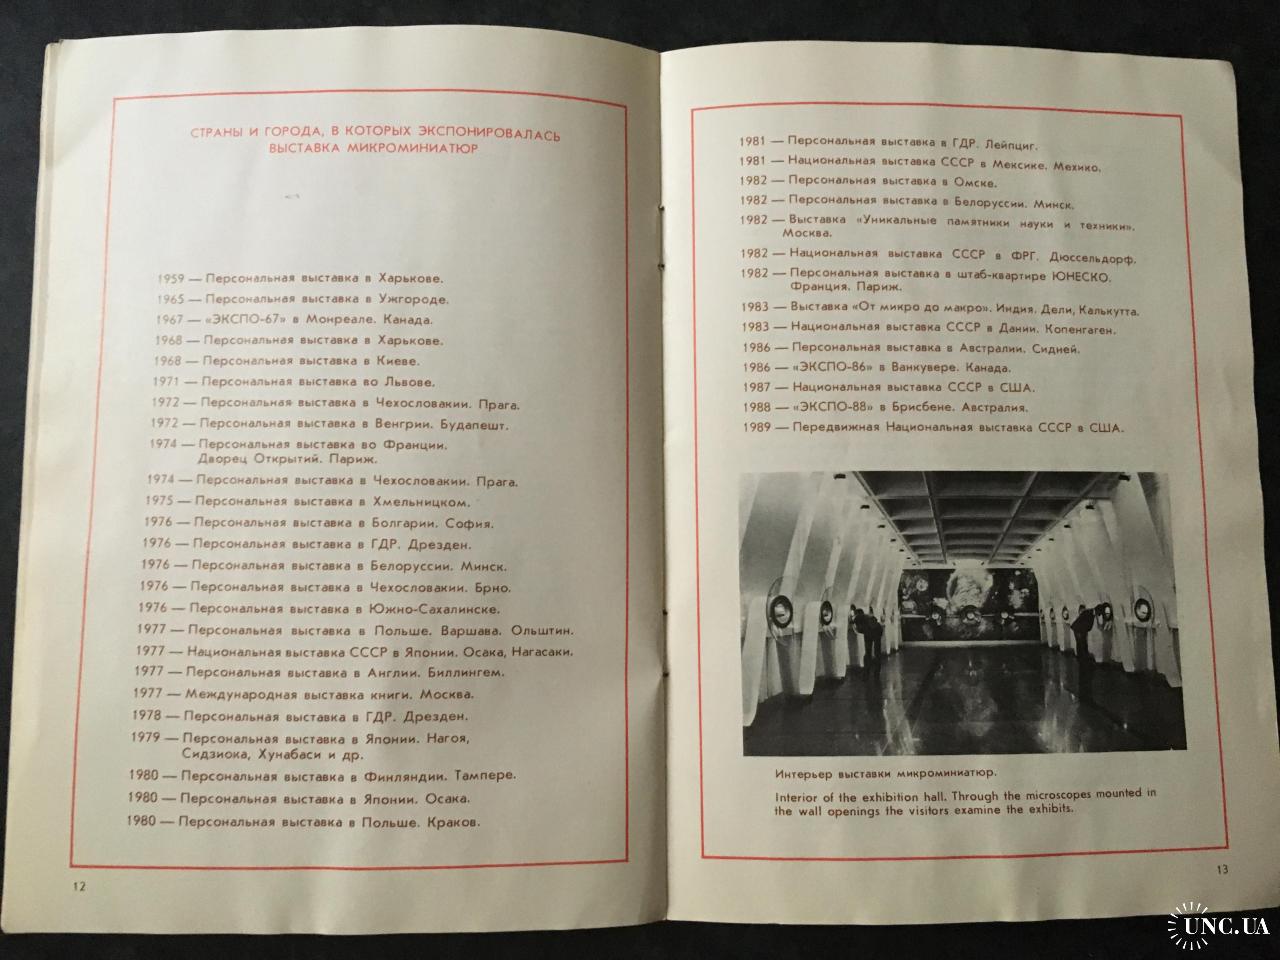 СТРАНЫ И ГОРОДА, В КОТОРЫХ ЭКСПОНИРОВАЛАСЬ
ВЫСТАВКА МИКРОМИНИАТЮР
1959 — Персональная выставка в Харькове.
1965 — Персональная выставка в Ужгороде.
1967 — «ЭКСПО-67» в Монреале. Канада.
1968 — Персональная выставка в Харькове.
1968 — Персональная выставка в Киеве.
1971 — Персональная выставка во Львове.
1972 — Персональная выставка в Чехословакии. Прага.
1972 — Персональная выставка в Венгрии. Будапешт.
1974 — Персональная выставка во Франции.
Дворец Открытий. Париж.
1974 — Персональная выставка в Чехословакии. Прага.
1975 — Персональная выставка в Хмельницком.
1976 — Персональная выставка в Болгарии. София.
1976 — Персональная выставка в ГДР. Дрезден.
1976 — Персональная выставка в Белоруссии. Минск.
1976 — Персональная выставка в Чехословакии. Брно.
1976 — Персональная выставка в Южно-Сахалинске.
1977 — Персональная выставка в Польше. Варшава. Ольштин.
1977 — Национальная выставка СССР в Японии. Осака, Нагасаки.
1977 — Персональная выставка в Англии. Биллингем.
1977 — Международная выставка книги. Москва.
1978 — Персональная выставка в ГДР. Дрезден.
1979 — Персональная выставка в Японии. Нагоя,
Сидзиока, Хунабаси и др.
1980 — Персональная выставка в Финляндии. Тампере.
1980 — Персональная выставка в Японии. Осака.
1980 — Персональная выставка в Польше. Краков.
12
1981 — Персональная выставка в ГДР. Лейпциг.
1981 — Национальная выставка СССР в Мексике. Мехико.
1982 — Персональная выставка в Омске.
1982 — Персональная выставка в Белоруссии. Минск.
1982 — Выставка «Уникальные памятники науки и техники».
Москва.
1982 — Национальная выставка СССР в ФРГ. Дюссельдорф.
1982 — Персональная выставка в штаб-квартире ЮНЕСКО.
Франция. Париж.
1983 — Выставка «От микро до макро». Индия. Дели, Калькутта.
1983 — Национальная выставка СССР в Дании. Копенгаген.
1986 — Персональная выставка в Австралии. Сидней.
1986 — «ЭКСПО-86» в Ванкувере. Канада.
1987 — Национальная выставка СССР в США.
1988 — «ЭКСПО-88» в Брисбене. Австралия.
1989 — Передвижная Национальная выставка СССР в США.
Интерьер выставки микроминиатюр.
Interior of the exhibition hall. Through the microscopes mounted in
the wall openings the visitors examine the exhibits.
13
UNC.UA